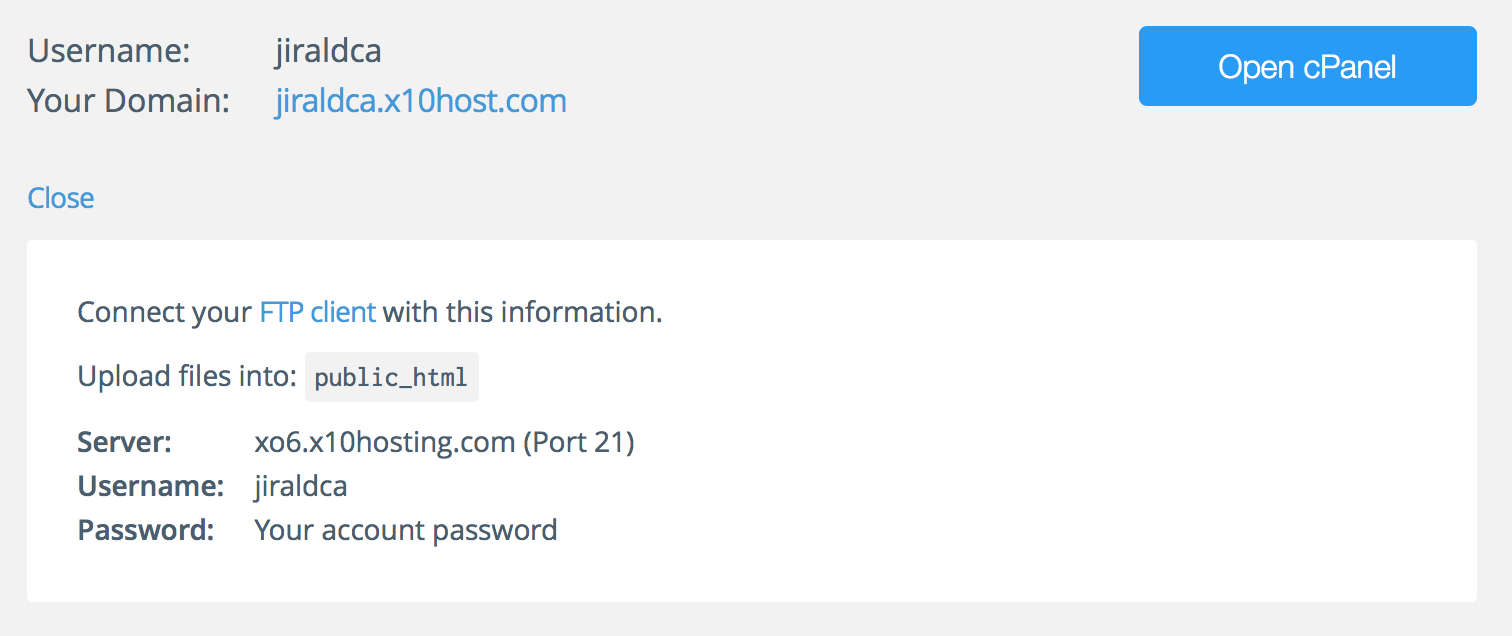 Username: jiraldca
Open cPanel
Your Domain: jiraldca.x10host.com
Close
Connect your FTP client with this information.
Upload files into: public_html
Server: xo6.x10hosting.com (Port 21)
Username: jiraldca
Password: Your account password